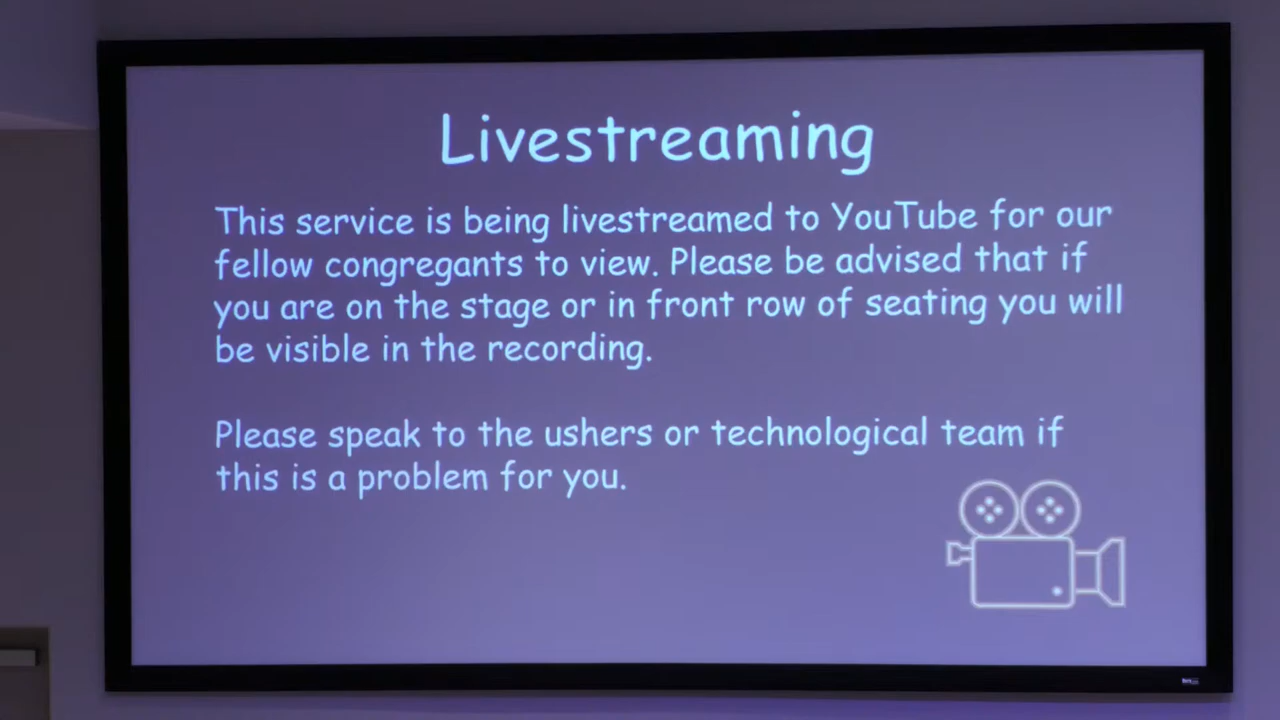 Livestreaming
This service is being livestreamed to YouTube for our
fellow congregants to view. Please be advised that if
you are on the stage or in front row of seating you will
be visible in the recording.
Please speak to the ushers or technological team if
this is a problem for you.